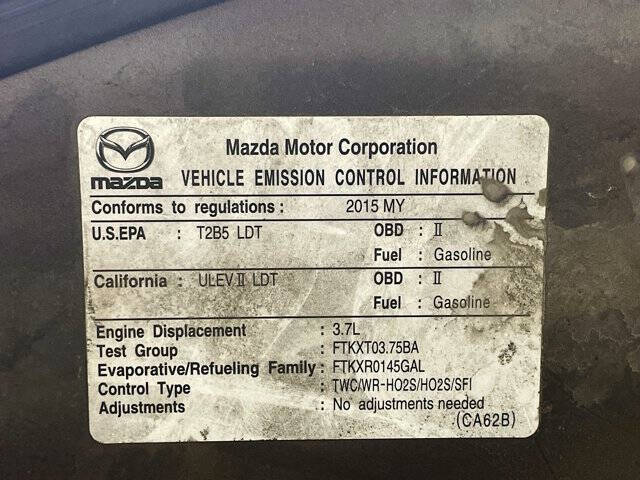 Mazda Motor Corporation
mazda VEHICLE EMISSION CONTROL INFORMATION
Conforms to regulations : 2015 MY
U.S.EPA : T2B5 LDT OBD : II
Fuel : Gasoline
California : ULEV II LDT OBD : II
Fuel : Gasoline
Engine Displacement : 3.7L
Test Group : FTKXT03.75BA
Evaporative/Refueling Family : FTKXR0145GAL
Control Type : TWC/WR-HO2S/HO2S/SFI
Adjustments : No adjustments needed
(CA62B)